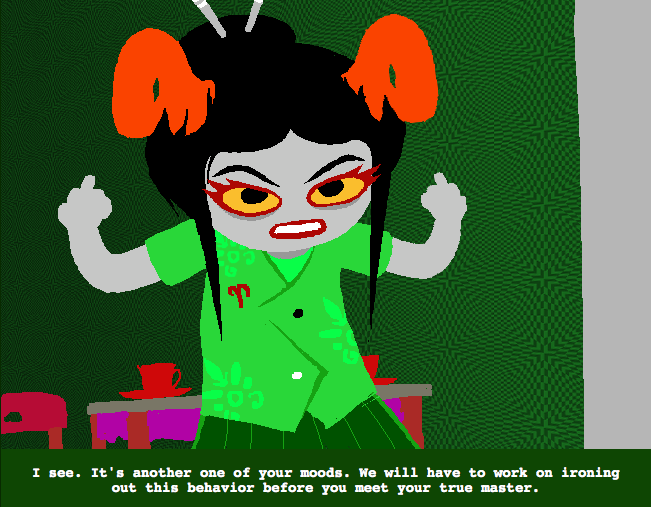 I see. It's another one of your moods. We will have to work on ironing
out this behavior before you meet your true master.